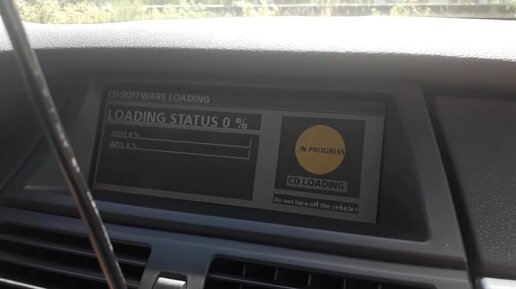 CD SOFTWARE LOADING
LOADING STATUS 0 %
HOST 0 %
APPL 0 %
IN PROGRESS
CD LOADING
Do not turn off the vehicle!